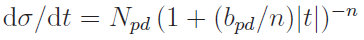 dσ/dt = N_{pd} (1 + (b_{pd}/n)|t|)^{-n}